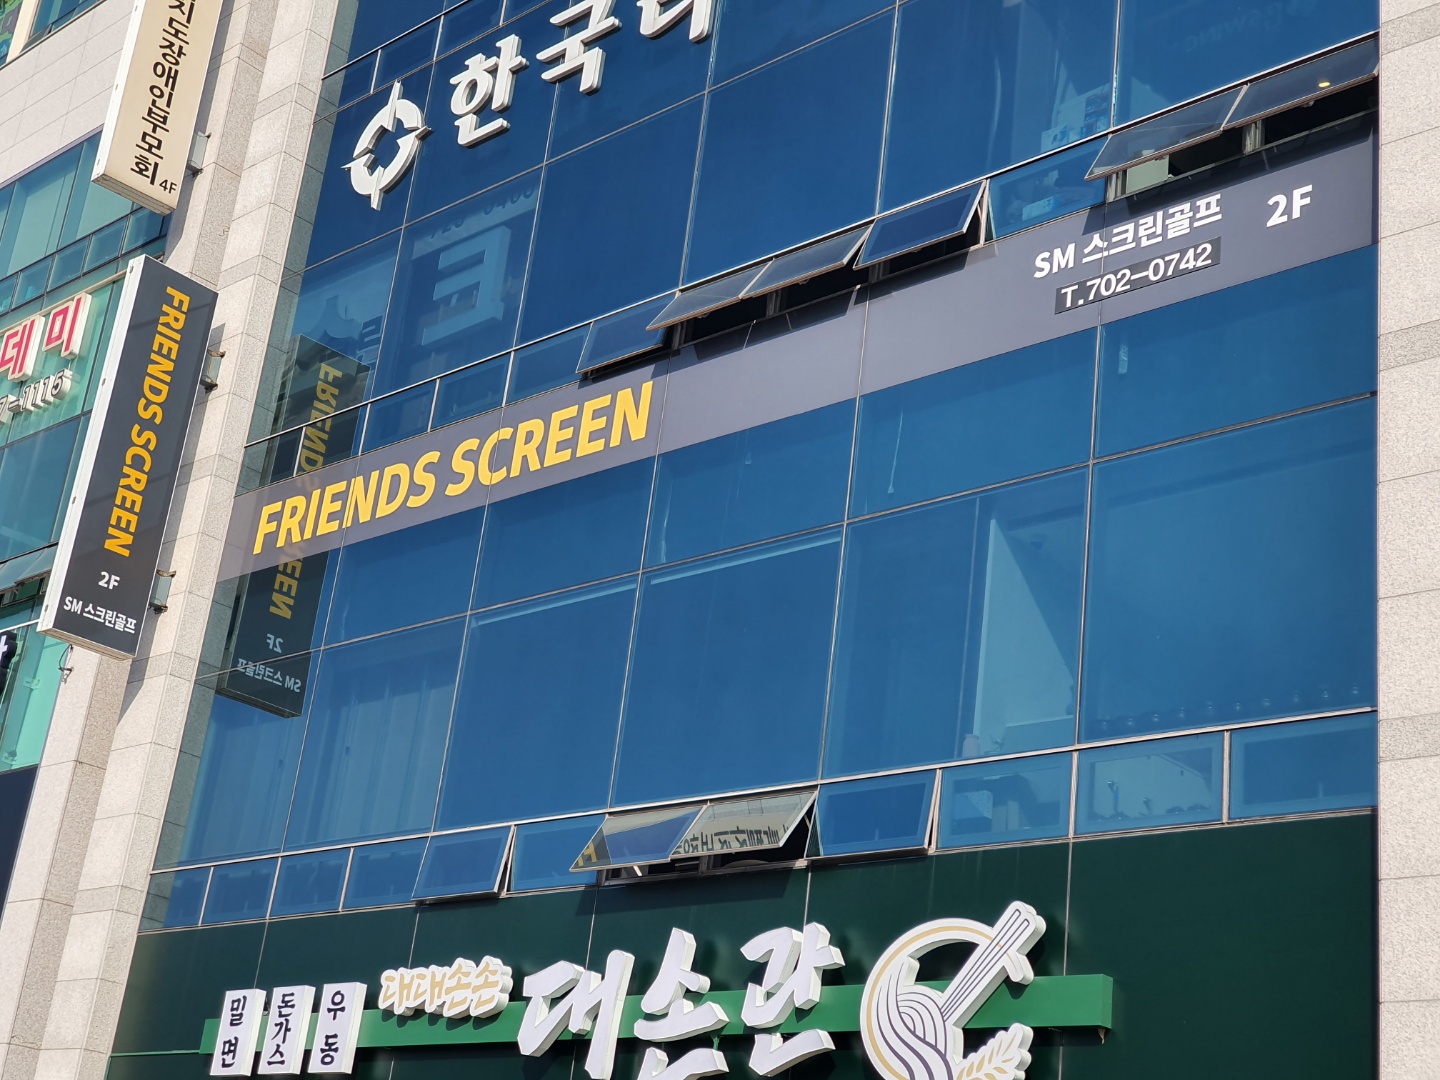 지도장애인부모회 4F
한국
데미
1116
FRIENDS SCREEN
2F
SM 스크린골프
FRIENDS SCREEN
SM 스크린골프 2F
T.702-0742
밀면
돈가스
우동
대대손손
대손각